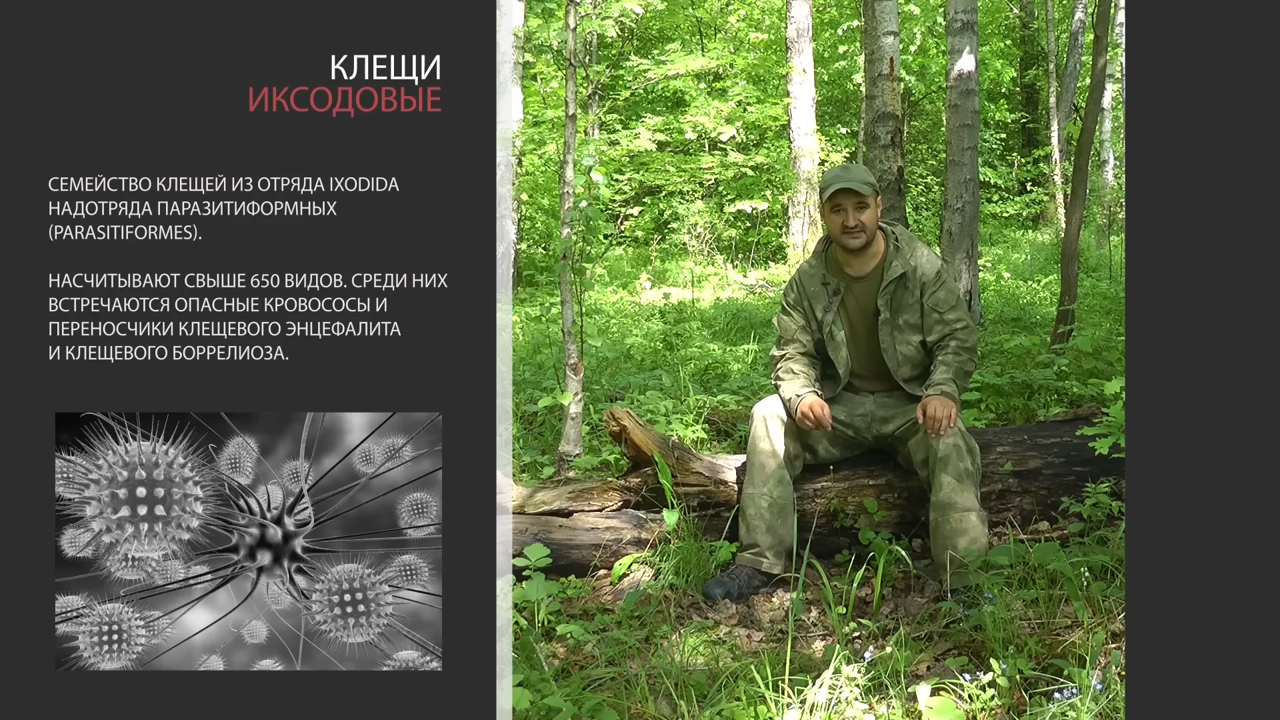 КЛЕЩИ
ИКСОДОВЫЕ
СЕМЕЙСТВО КЛЕЩЕЙ ИЗ ОТРЯДА IXODIDA
НАДОТРЯДА ПАРАЗИТИФОРМНЫХ
(PARASITIFORMES).
НАСЧИТЫВАЮТ СВЫШЕ 650 ВИДОВ. СРЕДИ НИХ
ВСТРЕЧАЮТСЯ ОПАСНЫЕ КРОВОСОСЫ И
ПЕРЕНОСЧИКИ КЛЕЩЕВОГО ЭНЦЕФАЛИТА
И КЛЕЩЕВОГО БОРРЕЛИОЗА.